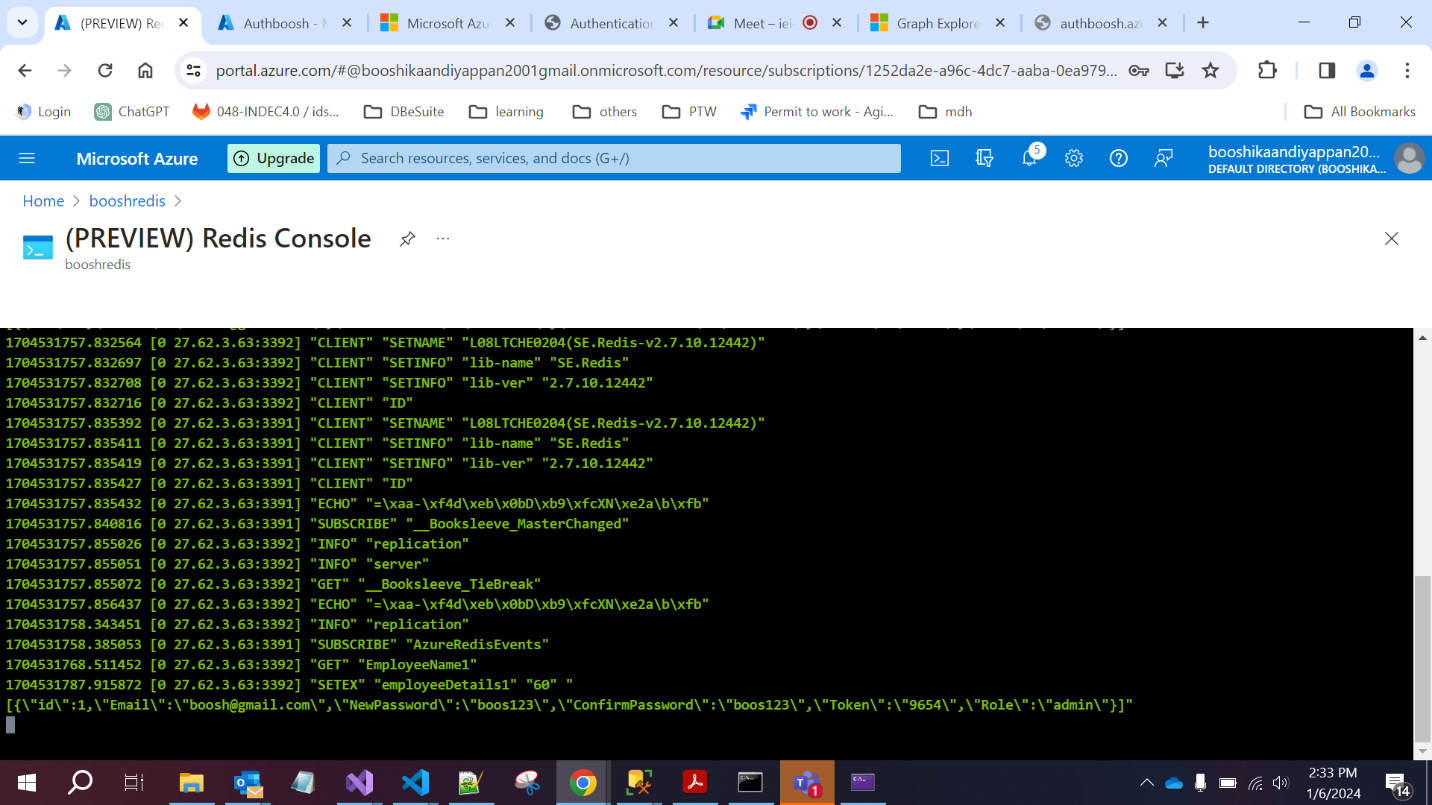 (PREVIEW) Rec
Authboosh - M
Microsoft Azu
Authentication
Meet – iei-
Graph Explore
authboosh.az
portal.azure.com/#@booshikaandiyappan2001gmail.onmicrosoft.com/resource/subscriptions/1252da2e-a96c-4dc7-aaba-0ea979...
Login
ChatGPT
048-INDEC4.0 / ids...
DBeSuite
learning
others
PTW
Permit to work - Agi...
mdh
All Bookmarks
Microsoft Azure
Upgrade
Search resources, services, and docs (G+/)
5
booshikaandiyappan20...
DEFAULT DIRECTORY (BOOSHIKA...
Home > booshredis >
(PREVIEW) Redis Console
...
booshredis
1704531757.832564 [0 27.62.3.63:3392] "CLIENT" "SETNAME" "L08LTCHE0204(SE.Redis-v2.7.10.12442)"
1704531757.832697 [0 27.62.3.63:3392] "CLIENT" "SETINFO" "lib-name" "SE.Redis"
1704531757.832708 [0 27.62.3.63:3392] "CLIENT" "SETINFO" "lib-ver" "2.7.10.12442"
1704531757.832716 [0 27.62.3.63:3392] "CLIENT" "ID"
1704531757.835392 [0 27.62.3.63:3391] "CLIENT" "SETNAME" "L08LTCHE0204(SE.Redis-v2.7.10.12442)"
1704531757.835411 [0 27.62.3.63:3391] "CLIENT" "SETINFO" "lib-name" "SE.Redis"
1704531757.835419 [0 27.62.3.63:3391] "CLIENT" "SETINFO" "lib-ver" "2.7.10.12442"
1704531757.835427 [0 27.62.3.63:3391] "CLIENT" "ID"
1704531757.835432 [0 27.62.3.63:3391] "ECHO" "=\xaa-\xf4d\xeb\x0bD\xb9\xfcXN\xe2a\b\xfb"
1704531757.840816 [0 27.62.3.63:3391] "SUBSCRIBE" "__Booksleeve_MasterChanged"
1704531757.855026 [0 27.62.3.63:3392] "INFO" "replication"
1704531757.855051 [0 27.62.3.63:3392] "INFO" "server"
1704531757.855072 [0 27.62.3.63:3392] "GET" "__Booksleeve_TieBreak"
1704531757.856437 [0 27.62.3.63:3392] "ECHO" "=\xaa-\xf4d\xeb\x0bD\xb9\xfcXN\xe2a\b\xfb"
1704531758.343451 [0 27.62.3.63:3392] "INFO" "replication"
1704531758.385053 [0 27.62.3.63:3391] "SUBSCRIBE" "AzureRedisEvents"
1704531768.511452 [0 27.62.3.63:3392] "GET" "EmployeeName1"
1704531787.915872 [0 27.62.3.63:3392] "SETEX" "employeeDetails1" "60" "
[{\"id\":1,\"Email\":\"boosh@gmail.com\",\"NewPassword\":\"boos123\",\"ConfirmPassword\":\"boos123\",\"Token\":\"9654\",\"Role\":\"admin\"}]"
1
2:33 PM
1/6/2024
14